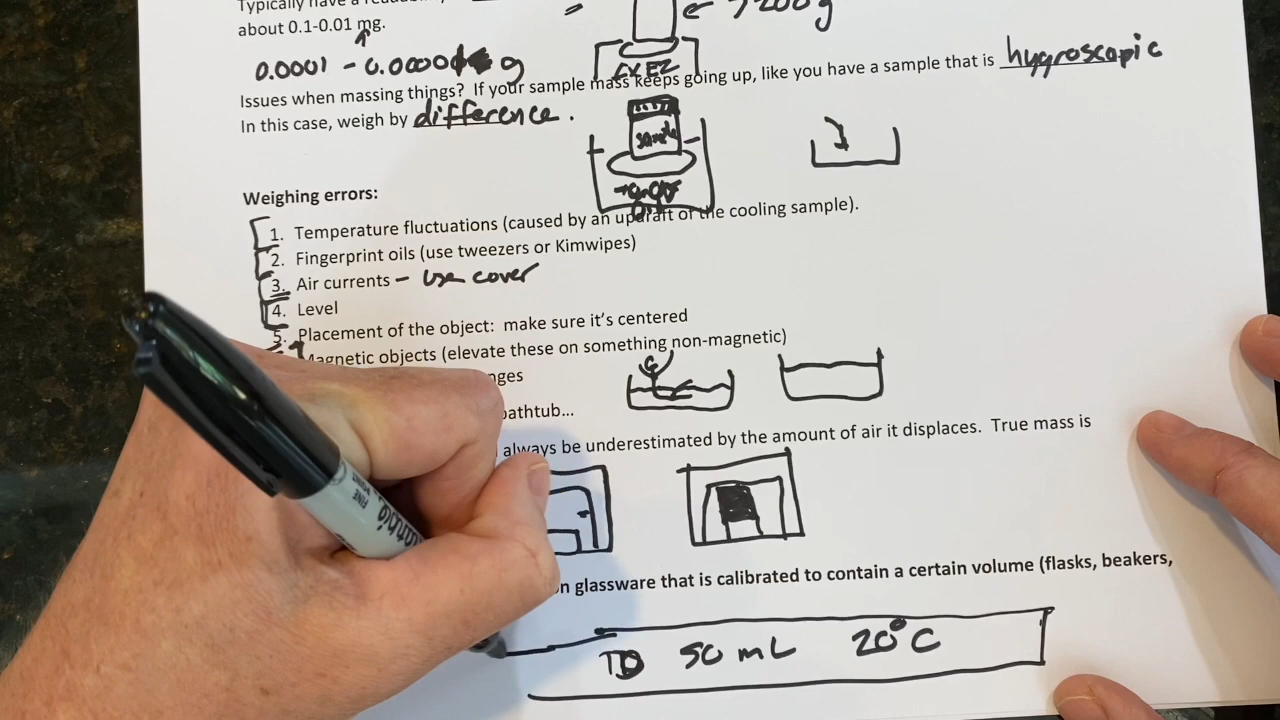 Typically have a
about 0.1-0.01 mg.
200g
0.0001 - 0.0000 g
Issues when massing things? If your sample mass keeps going up, like you have a sample that is hygroscopic
In this case, weigh by difference.
sample
Weighing errors:
1. Temperature fluctuations (caused by an updraft of the cooling sample).
2. Fingerprint oils (use tweezers or Kimwipes)
3. Air currents - use cover
4. Level
5. Placement of the object: make sure it's centered
Magnetic objects (elevate these on something non-magnetic)
nges
bathtub...
always be underestimated by the amount of air it displaces. True mass is
on glassware that is calibrated to contain a certain volume (flasks, beakers,
TD 50 mL 20°C
FINE